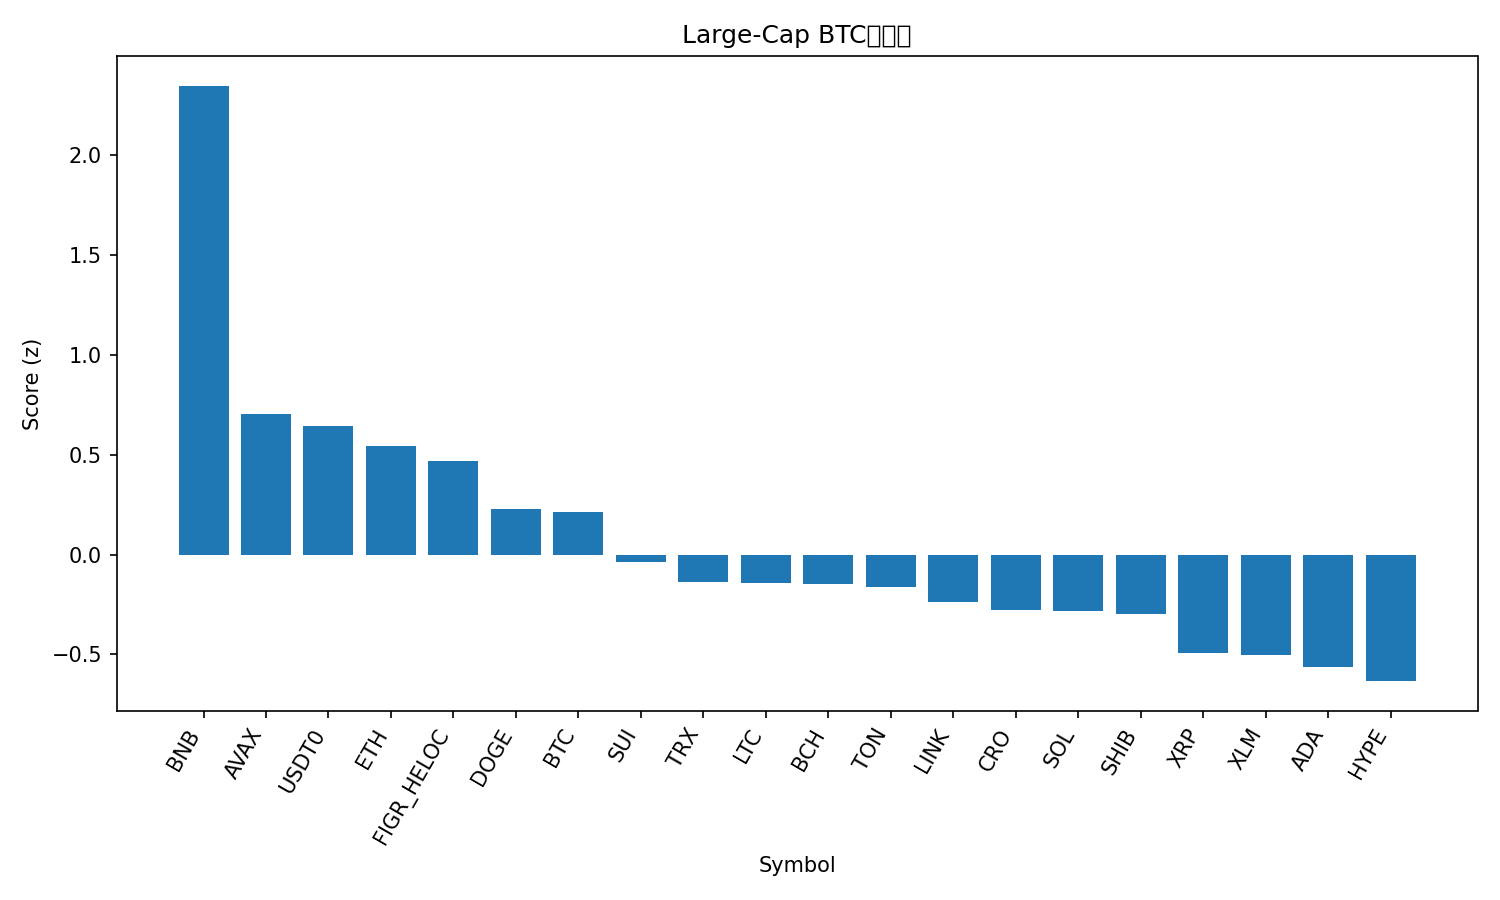 Large-Cap BTC
Score (z)
2.0
1.5
1.0
0.5
0.0
−0.5
BNB
AVAX
USDT0
ETH
FIGR_HELOC
DOGE
BTC
SUI
TRX
LTC
BCH
TON
LINK
CRO
SOL
SHIB
XRP
XLM
ADA
HYPE
Symbol